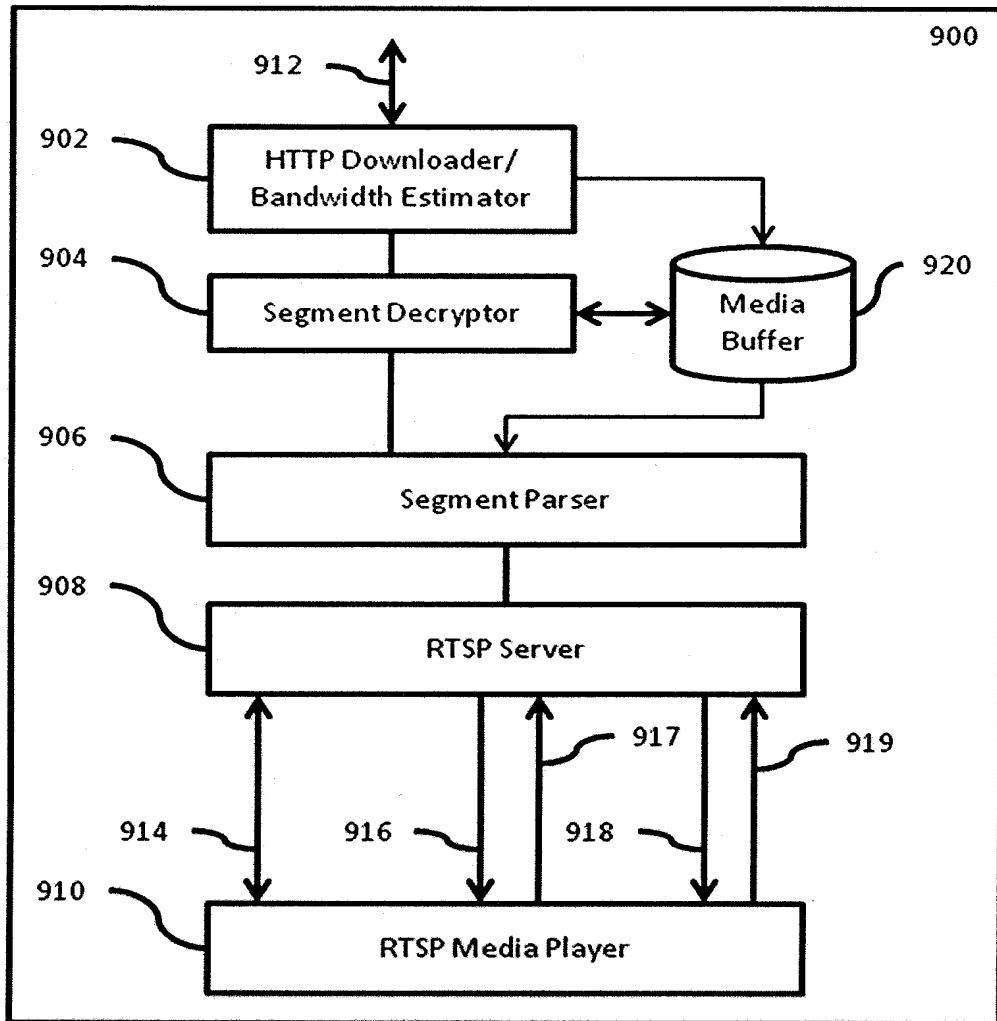 900
912
902
HTTP Downloader/
Bandwidth Estimator
904
Segment Decryptor
920
Media
Buffer
906
Segment Parser
908
RTSP Server
917
919
914
916
918
910
RTSP Media Player